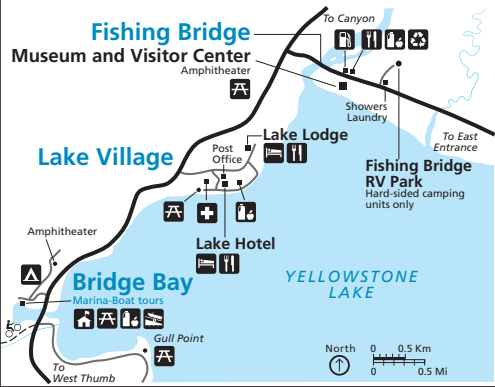 To Canyon
Fishing Bridge
Museum and Visitor Center
Amphitheater
Showers
Laundry
To East
Entrance
Lake Lodge
Post
Office
Lake Village
Fishing Bridge
RV Park
Hard-sided camping
units only
Amphitheater
Lake Hotel
Bridge Bay
Marina-Boat tours
YELLOWSTONE
LAKE
Gull Point
To
West Thumb
North
0 0.5 Km
0 0.5 Mi